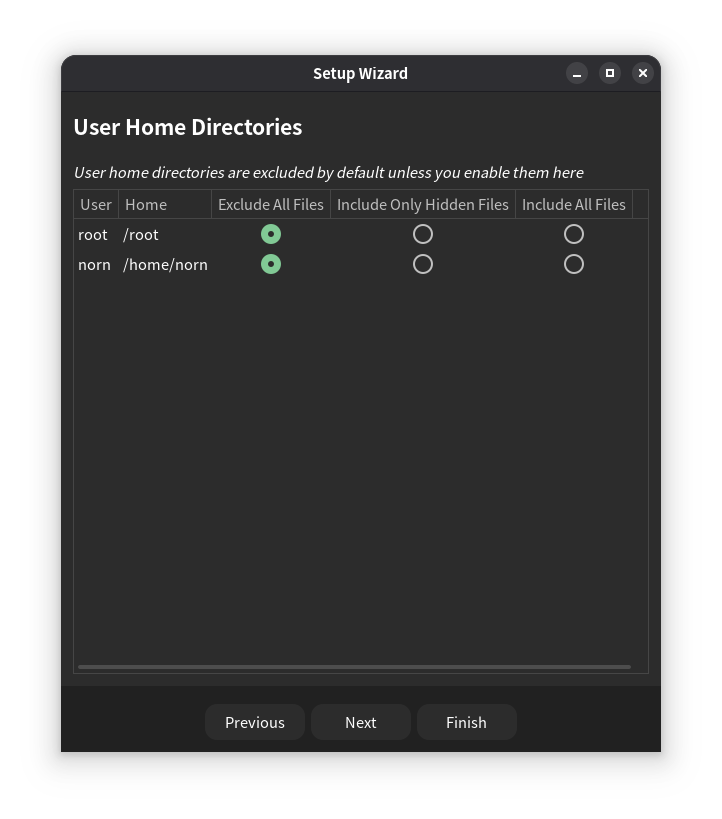 Setup Wizard
User Home Directories
User home directories are excluded by default unless you enable them here
User Home Exclude All Files Include Only Hidden Files Include All Files
root /root
norn /home/norn
Previous Next Finish